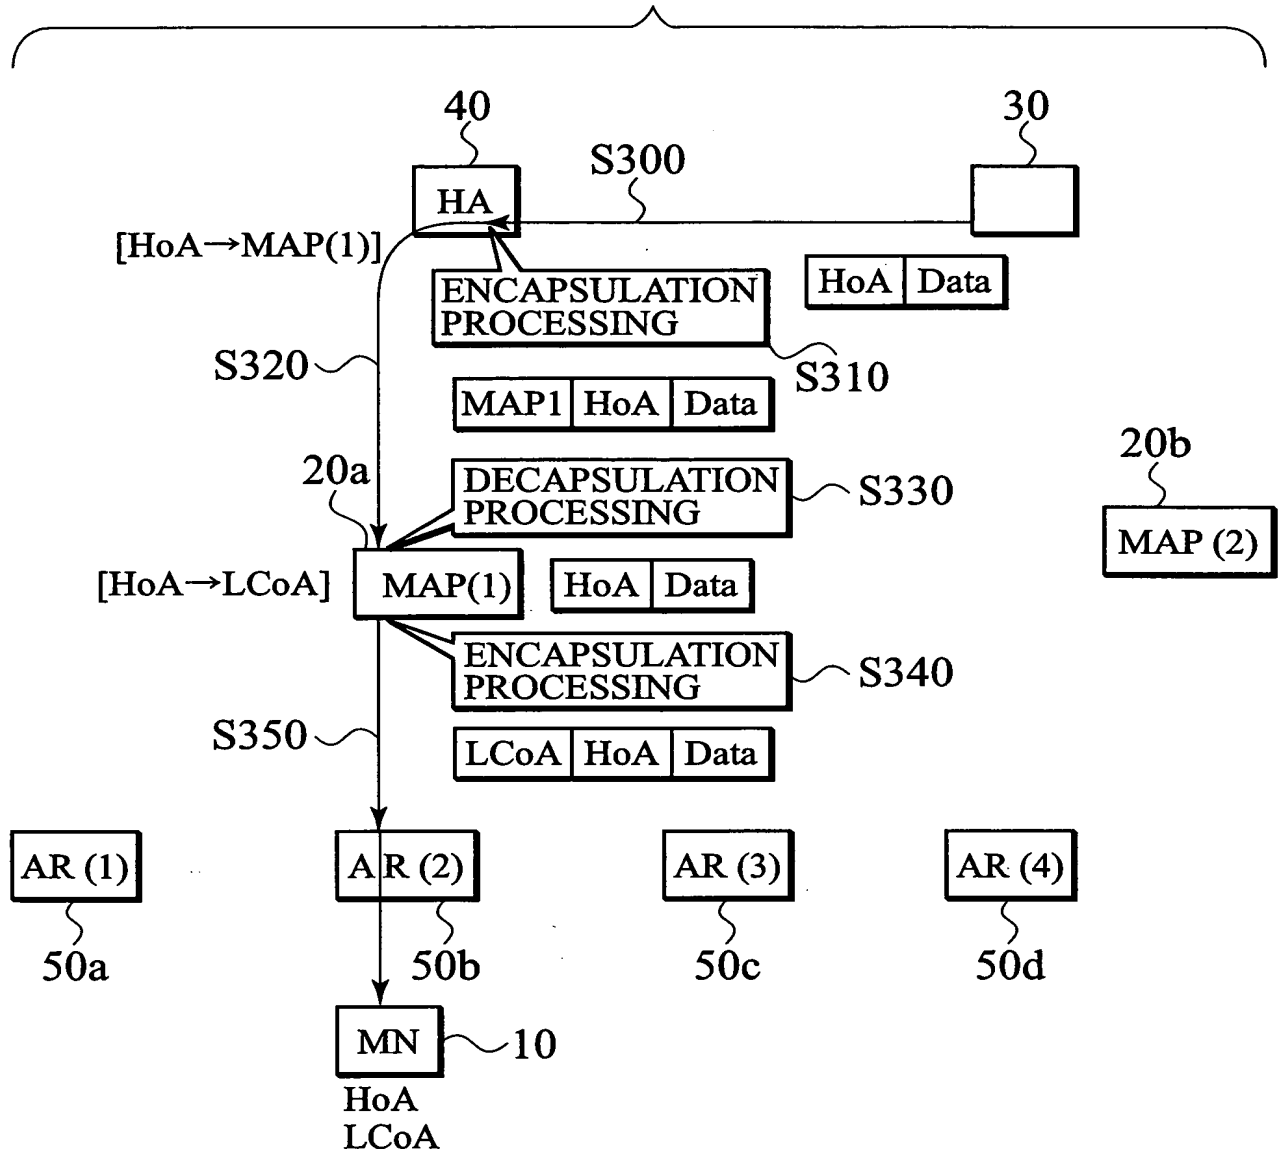 40
30
S300
HA
[HoA→MAP(1)]
ENCAPSULATION
PROCESSING
HoA Data
S320
S310
MAP1 HoA Data
20a
20b
DECAPSULATION
PROCESSING
S330
MAP (2)
[HoA→LCoA]
MAP(1)
HoA Data
ENCAPSULATION
PROCESSING
S340
S350
LCoA HoA Data
AR (1)
AR (2)
AR (3)
AR (4)
50a
50b
50c
50d
MN
10
HoA
LCoA